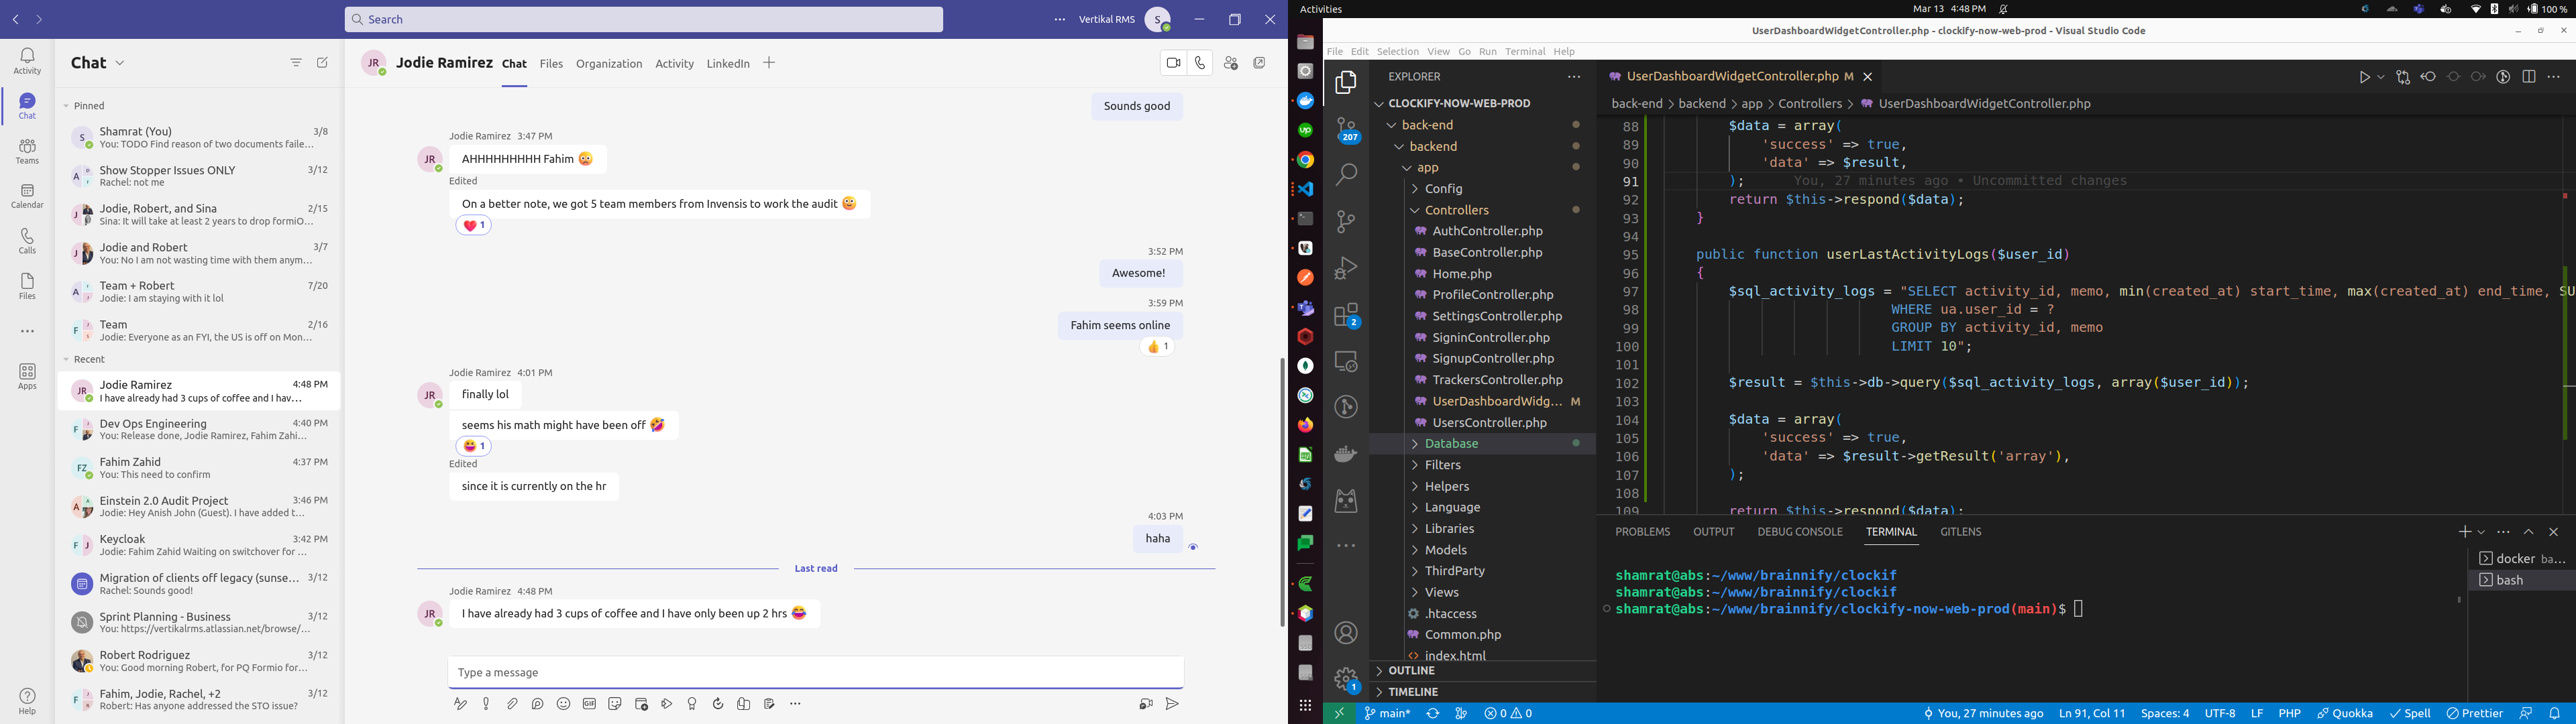 Search
Vertikal RMS
S
Activity
Chat
Teams
Calendar
Calls
Files
Apps
Help
Chat
Pinned
Shamrat (You) 3/8
You: TODO Find reason of two documents faile...
Show Stopper Issues ONLY 3/12
Rachel: not me
Jodie, Robert, and Sina 2/15
Sina: It will take at least 2 years to drop formiO...
Jodie and Robert 3/7
You: No I am not wasting time with them anym...
Team + Robert 7/20
Jodie: I am staying with it lol
Team 2/16
Jodie: Everyone as an FYI, the US is off on Mon...
Recent
Jodie Ramirez 4:48 PM
I have already had 3 cups of coffee and I hav...
Dev Ops Engineering 4:40 PM
You: Release done, Jodie Ramirez, Fahim Zahi...
Fahim Zahid 4:37 PM
You: This need to confirm
Einstein 2.0 Audit Project 3:46 PM
Jodie: Hey Anish John (Guest). I have added t...
Keycloak 3:42 PM
Jodie: Fahim Zahid Waiting on switchover for ...
Migration of clients off legacy (sunse... 3/12
Rachel: Sounds good!
Sprint Planning - Business 3/12
You: https://vertikalrms.atlassian.net/browse/...
Robert Rodriguez 3/12
You: Good morning Robert, for PQ Formio for...
Fahim, Jodie, Rachel, +2 3/12
Robert: Has anyone addressed the STO issue?
JR Jodie Ramirez Chat Files Organization Activity LinkedIn
Sounds good
Jodie Ramirez 3:47 PM
JR
AHHHHHHHHH Fahim
Edited
On a better note, we got 5 team members from Invensis to work the audit
1
3:52 PM
Awesome!
3:59 PM
Fahim seems online
1
Jodie Ramirez 4:01 PM
JR
finally lol
seems his math might have been off
1
Edited
since it is currently on the hr
4:03 PM
haha
Last read
Jodie Ramirez 4:48 PM
JR
I have already had 3 cups of coffee and I have only been up 2 hrs
Type a message
Activities
Mar 13 4:48 PM
100 %
UserDashboardWidgetController.php - clockify-now-web-prod - Visual Studio Code
File Edit Selection View Go Run Terminal Help
207
2
1
EXPLORER
CLOCKIFY-NOW-WEB-PROD
back-end
backend
app
Config
Controllers
AuthController.php
BaseController.php
Home.php
ProfileController.php
SettingsController.php
SigninController.php
SignupController.php
TrackersController.php
UserDashboardWidg... M
UsersController.php
Database
Filters
Helpers
Language
Libraries
Models
ThirdParty
Views
.htaccess
Common.php
index.html
OUTLINE
TIMELINE
UserDashboardWidgetController.php M
back-end > backend > app > Controllers > UserDashboardWidgetController.php
88 $data = array(
89 'success' => true,
90 'data' => $result,
91 ); You, 27 minutes ago • Uncommitted changes
92 return $this->respond($data);
93 }
94
95 public function userLastActivityLogs($user_id)
96 {
97 $sql_activity_logs = "SELECT activity_id, memo, min(created_at) start_time, max(created_at) end_time, SU
98 WHERE ua.user_id = ?
99 GROUP BY activity_id, memo
100 LIMIT 10";
101
102 $result = $this->db->query($sql_activity_logs, array($user_id));
103
104 $data = array(
105 'success' => true,
106 'data' => $result->getResult('array'),
107 );
108
109 return $this->respond($data);
PROBLEMS OUTPUT DEBUG CONSOLE TERMINAL GITLENS
shamrat@abs:~/www/brainnify/clockif
shamrat@abs:~/www/brainnify/clockif
shamrat@abs:~/www/brainnify/clockify-now-web-prod(main)$
docker ba...
bash
main* 0 0 You, 27 minutes ago Ln 91, Col 11 Spaces: 4 UTF-8 LF PHP Quokka Spell Prettier